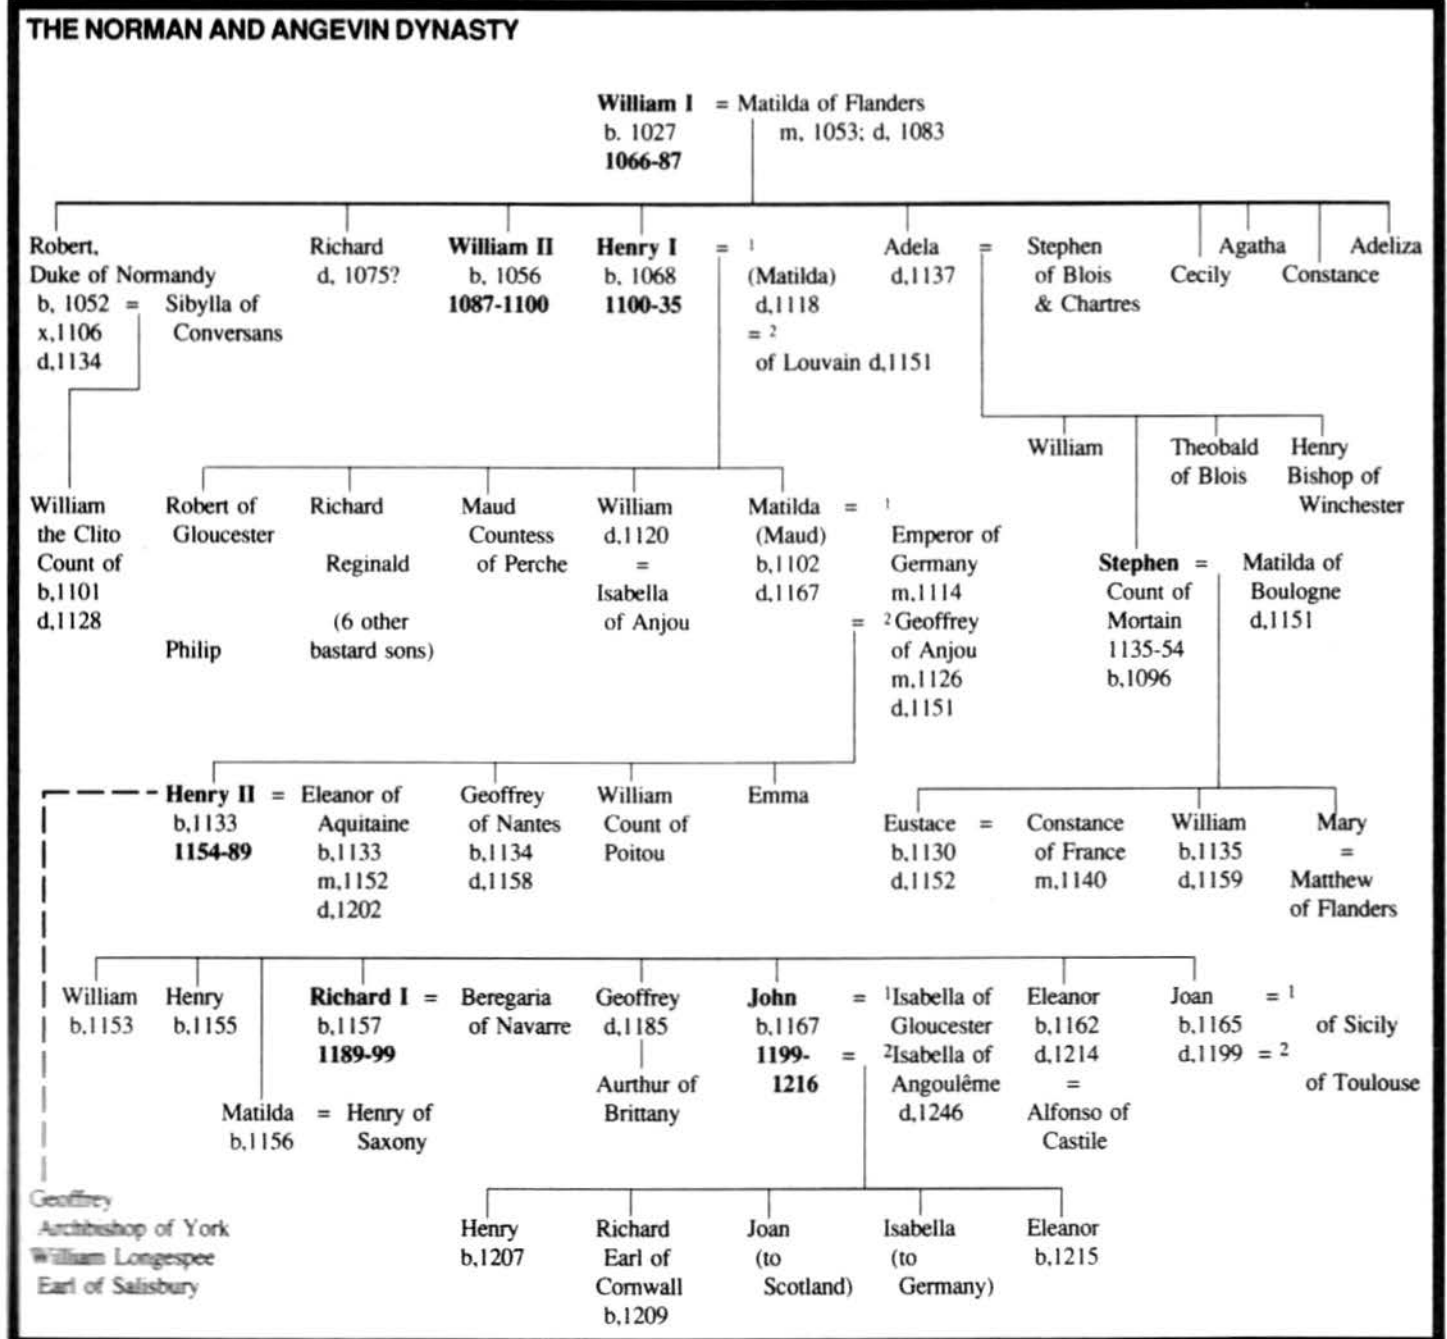 THE NORMAN AND ANGEVIN DYNASTY
William I = Matilda of Flanders
b. 1027 m, 1053; d, 1083
1066-87
Robert, Richard William II Henry I = 1 Adela = Stephen Agatha Adeliza
Duke of Normandy d, 1075? b, 1056 b, 1068 (Matilda) d,1137 of Blois Cecily Constance
b, 1052 = Sibylla of 1087-1100 1100-35 d,1118 & Chartres
x,1106 Conversans = 2
d,1134 of Louvain d,1151
William Theobald Henry
of Blois Bishop of
William Robert of Richard Maud William Matilda = 1 Winchester
the Clito Gloucester Countess d,1120 (Maud) Emperor of
Count of Reginald of Perche = b,1102 Germany Stephen = Matilda of
b,1101 Isabella d,1167 m,1114 Count of Boulogne
d,1128 (6 other of Anjou = 2 Geoffrey Mortain d,1151
Philip bastard sons) of Anjou 1135-54
m,1126 b,1096
d,1151
Henry II = Eleanor of Geoffrey William Emma
b,1133 Aquitaine of Nantes Count of Eustace = Constance William Mary
1154-89 b,1133 b,1134 Poitou b,1130 of France b,1135 =
m,1152 d,1158 d,1152 m,1140 d,1159 Matthew
d,1202 of Flanders
William Henry Richard I = Beregaria Geoffrey John = 1Isabella of Eleanor Joan = 1
b,1153 b,1155 b,1157 of Navarre d,1185 b,1167 Gloucester b,1162 b,1165 of Sicily
1189-99 1199- = 2Isabella of d,1214 d,1199 = 2
Aurthur of 1216 Angoulême = of Toulouse
Matilda = Henry of Brittany d,1246 Alfonso of
b,1156 Saxony Castile
Geoffrey
Archbishop of York Henry Richard Joan Isabella Eleanor
William Longespee b,1207 Earl of (to (to b,1215
Earl of Salisbury Cornwall Scotland) Germany)
b,1209